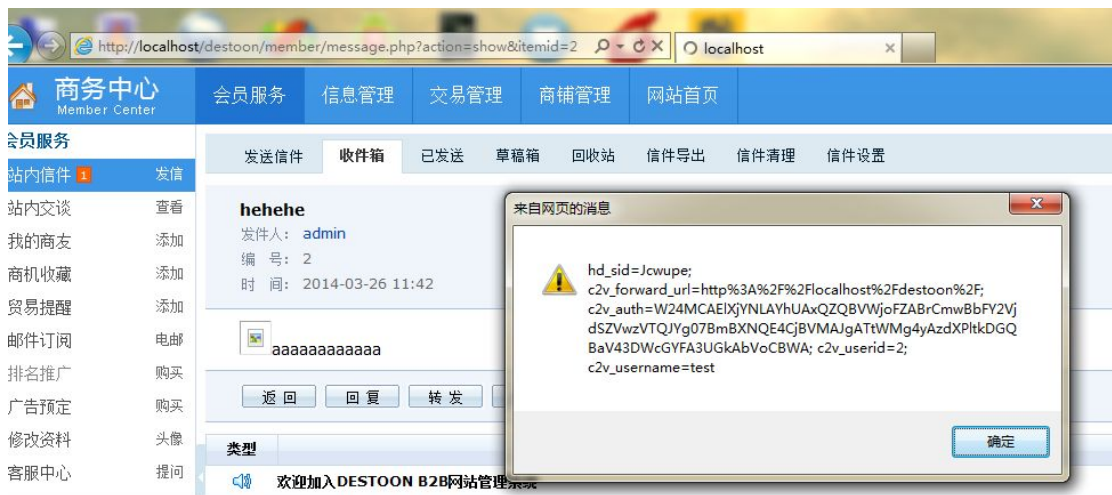 http://localhost/destoon/member/message.php?action=show&itemid=2
localhost
商务中心
Member Center
会员服务
信息管理
交易管理
商铺管理
网站首页
会员服务
站内信件 1 发信
站内交谈 查看
我的商友 添加
商机收藏 添加
贸易提醒 添加
邮件订阅 电邮
排名推广 购买
广告预定 购买
修改资料 头像
客服中心 提问
发送信件 收件箱 已发送 草稿箱 回收站 信件导出 信件清理 信件设置
hehehe
发件人: admin
编 号: 2
时 间: 2014-03-26 11:42
aaaaaaaaaaaa
返 回 回 复 转 发
类型
欢迎加入DESTOON B2B网站管理系统
来自网页的消息
hd_sid=Jcwupe;
c2v_forward_url=http%3A%2F%2Flocalhost%2Fdestoon%2F;
c2v_auth=W24MCAElXjYNLAYhUAxQZQBVWjoFZABrCmwBbFY2Vj
dSZVwzVTQJYg07BmBXNQE4CjBVMAJgATtWMg4yAzdXPltkDGQ
BaV43DWcGYFA3UGkAbVoCBWA; c2v_userid=2;
c2v_username=test
确定